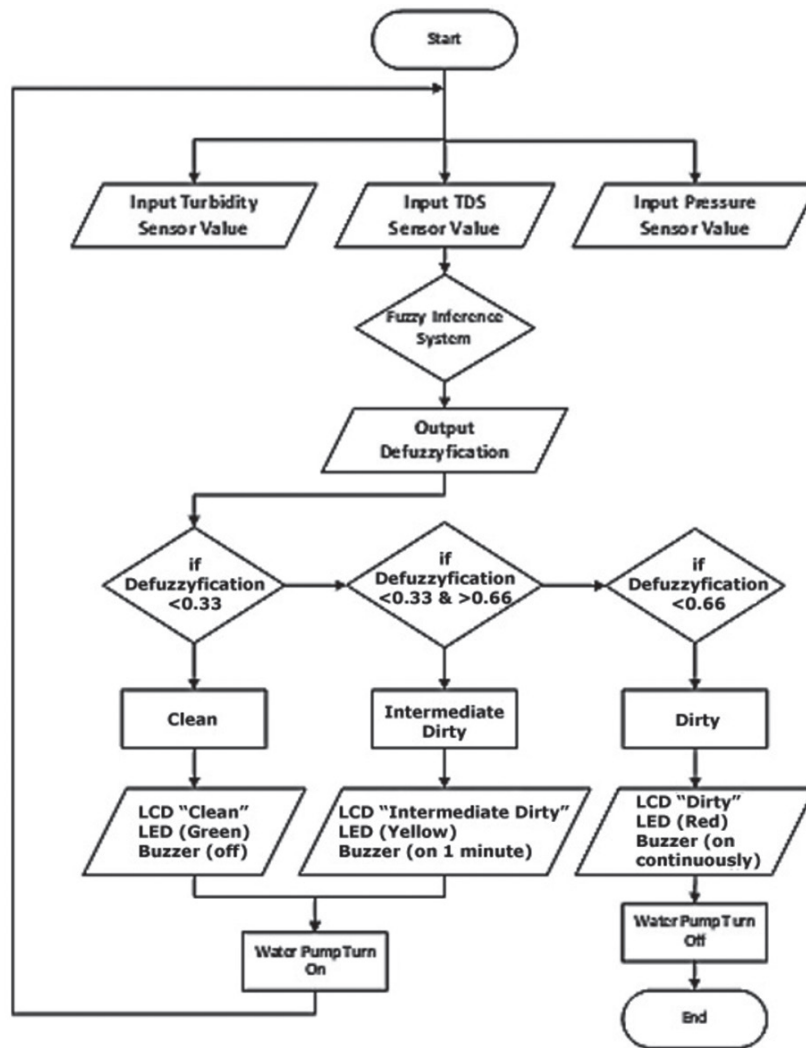 Start
Input Turbidity
Sensor Value
Input TDS
Sensor Value
Input Pressure
Sensor Value
Fuzzy Inference
System
Output
Defuzzyfication
if
Defuzzyfication
<0.33
if
Defuzzyfication
<0.33 & >0.66
if
Defuzzyfication
<0.66
Clean
Intermediate
Dirty
Dirty
LCD “Clean”
LED (Green)
Buzzer (off)
LCD “Intermediate Dirty”
LED (Yellow)
Buzzer (on 1 minute)
LCD “Dirty”
LED (Red)
Buzzer (on
continuously)
Water Pump Turn
On
Water Pump Turn
Off
End